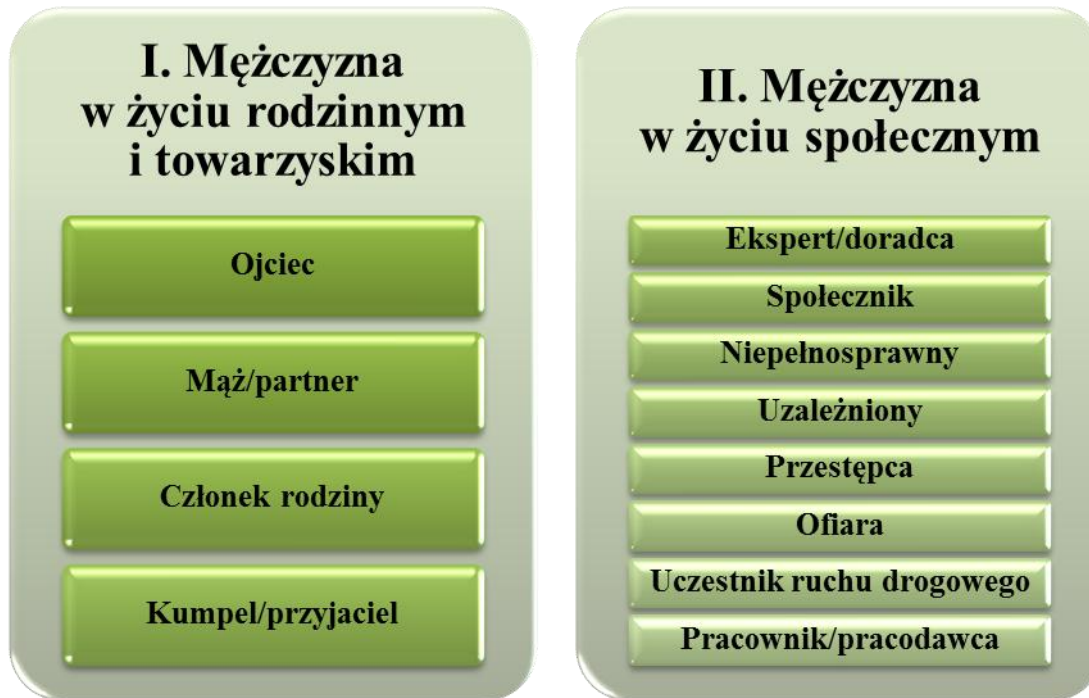 I. Mężczyzna
w życiu rodzinnym
i towarzyskim
Ojciec
Mąż/partner
Członek rodziny
Kumpel/przyjaciel
II. Mężczyzna
w życiu społecznym
Ekspert/doradca
Społecznik
Niepełnosprawny
Uzależniony
Przestępca
Ofiara
Uczestnik ruchu drogowego
Pracownik/pracodawca